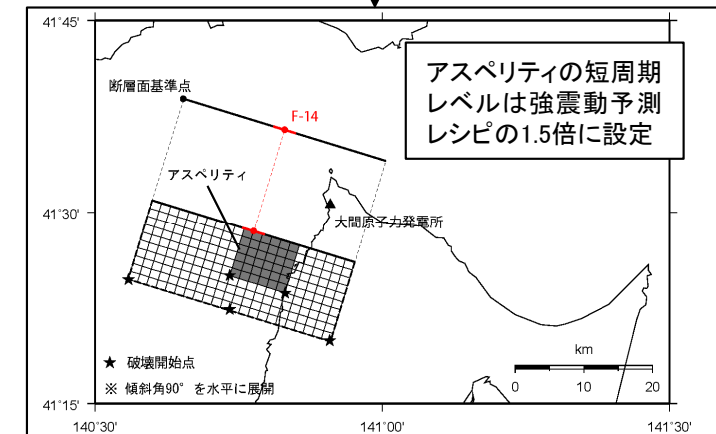 41°45'
アスペリティの短周期
レベルは強震動予測
レシピの1.5倍に設定
断層面基準点
F-14
アスペリティ
41°30'
大間原子力発電所
km
★ 破壊開始点
0 10 20
※ 傾斜角90° を水平に展開
41°15'
140°30' 141°00' 141°30'